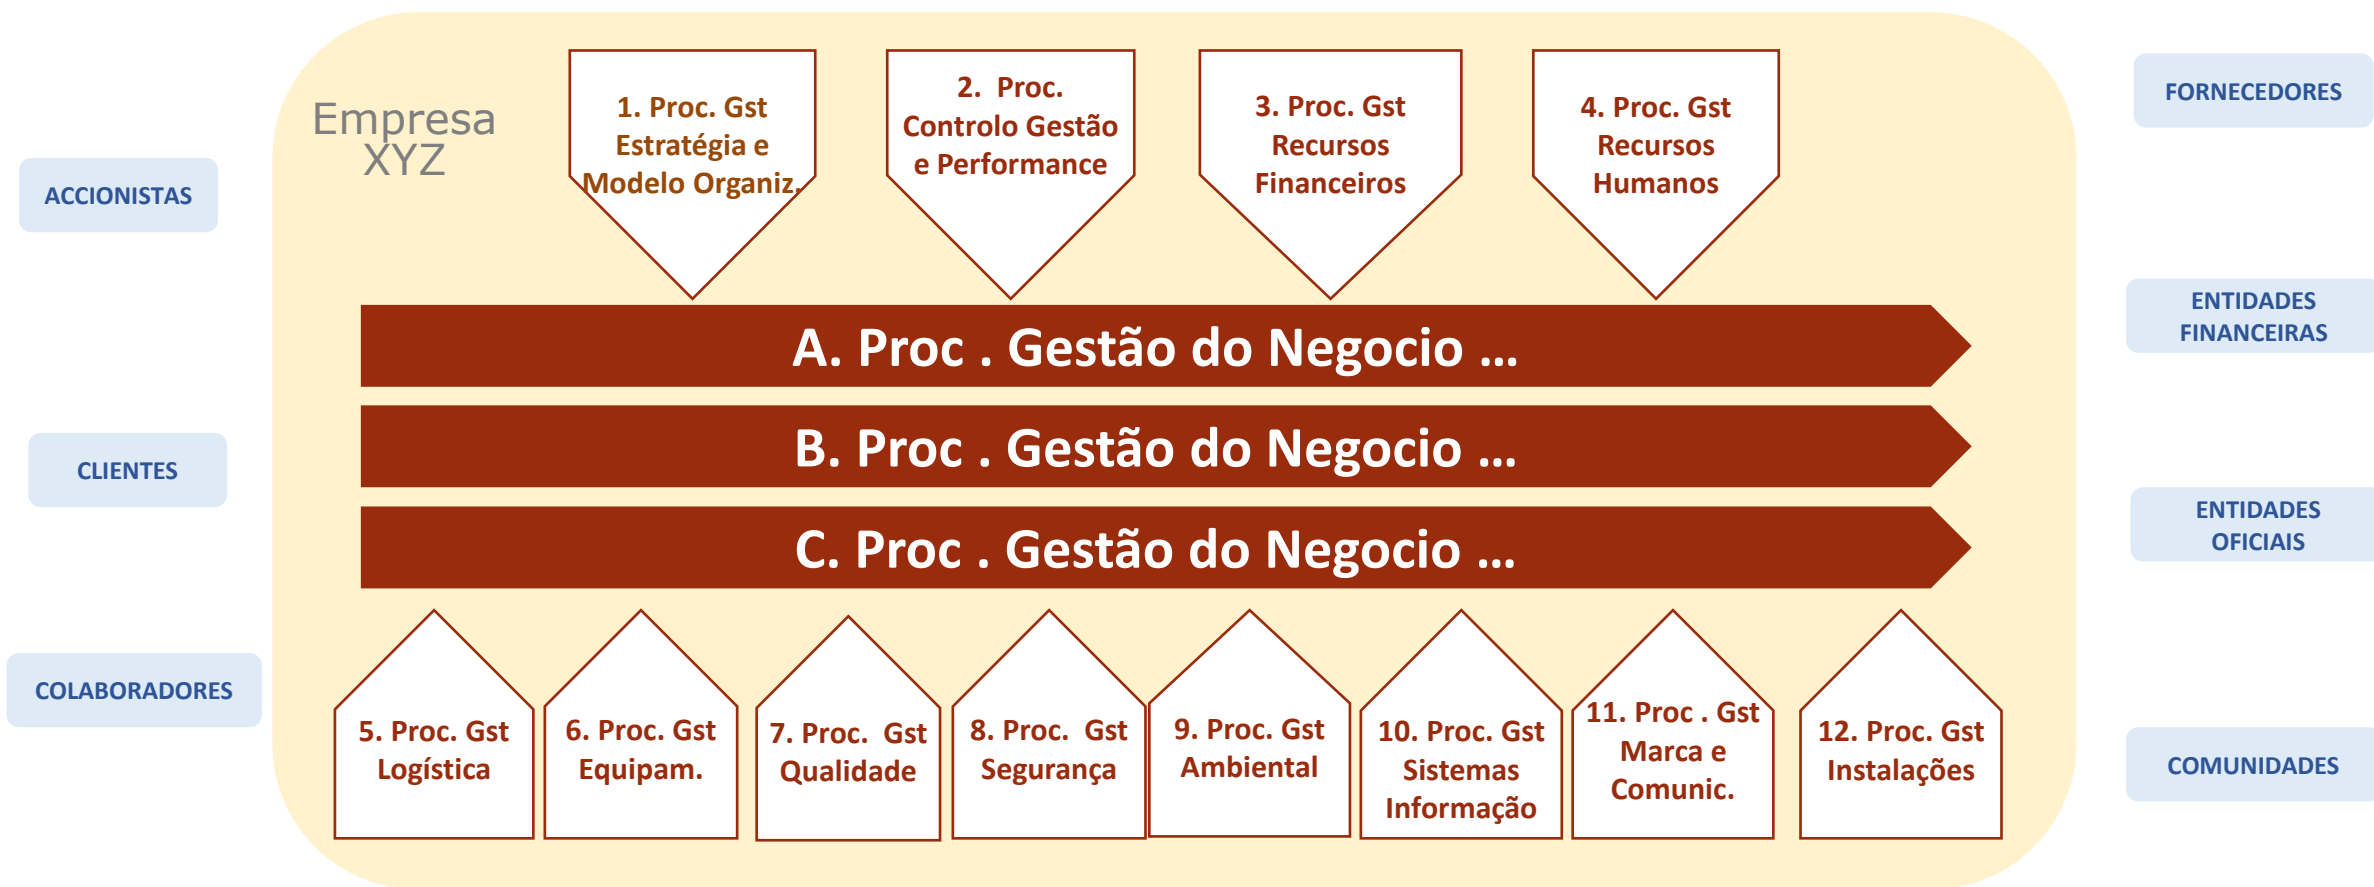 Empresa
XYZ
1. Proc. Gst
Estratégia e
Modelo Organiz.
2. Proc.
Controlo Gestão
e Performance
3. Proc. Gst
Recursos
Financeiros
4. Proc. Gst
Recursos
Humanos
ACCIONISTAS
CLIENTES
COLABORADORES
FORNECEDORES
ENTIDADES
FINANCEIRAS
ENTIDADES
OFICIAIS
COMUNIDADES
A. Proc . Gestão do Negocio ...
B. Proc . Gestão do Negocio ...
C. Proc . Gestão do Negocio ...
5. Proc. Gst
Logística
6. Proc. Gst
Equipam.
7. Proc. Gst
Qualidade
8. Proc. Gst
Segurança
9. Proc. Gst
Ambiental
10. Proc. Gst
Sistemas
Informação
11. Proc . Gst
Marca e
Comunic.
12. Proc. Gst
Instalações